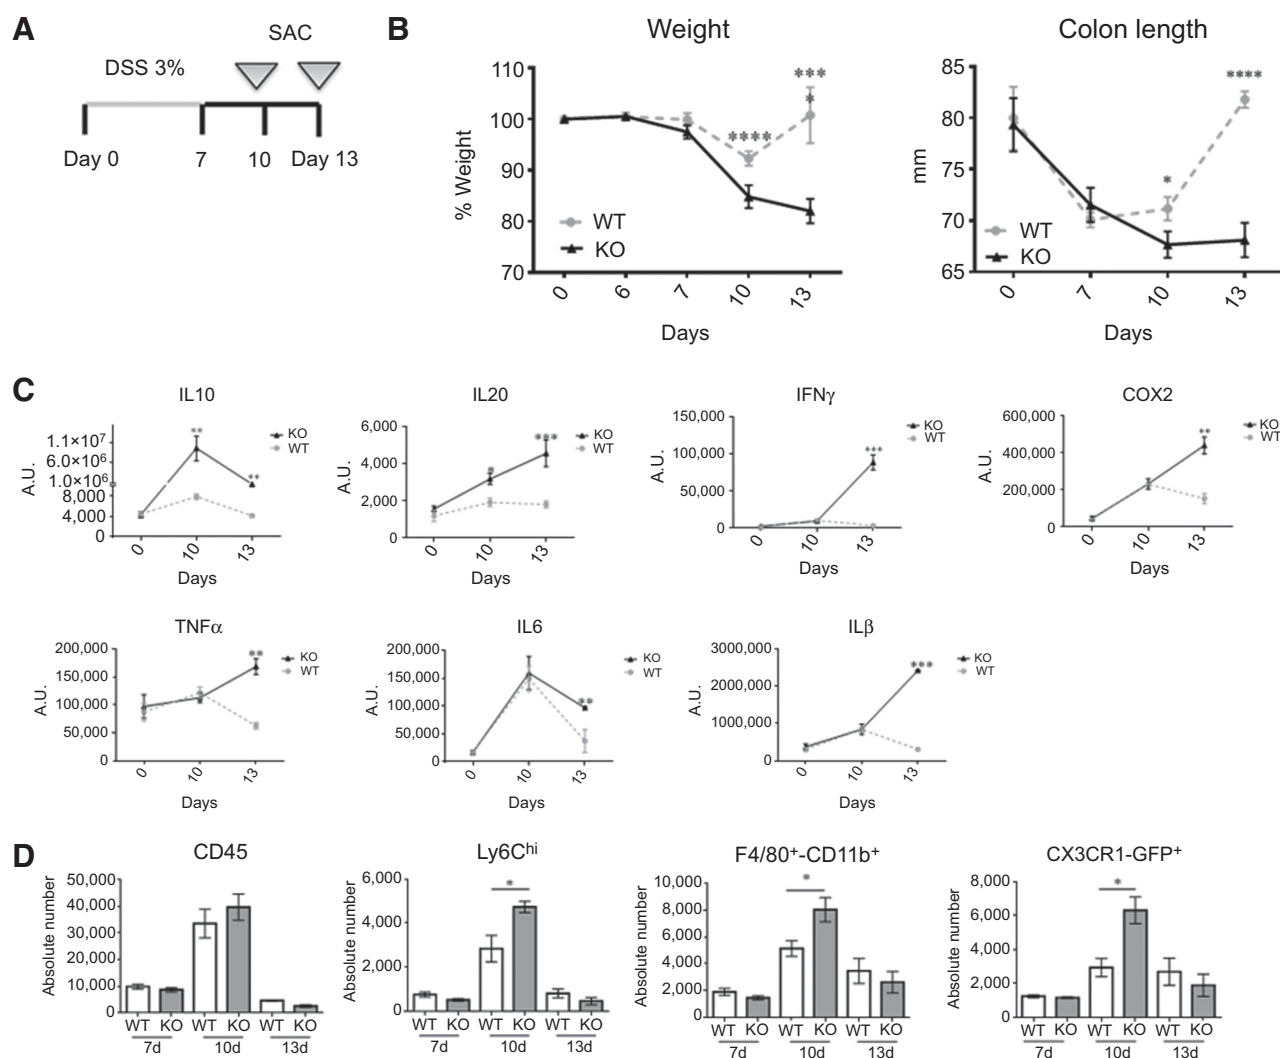 A
SAC
DSS 3%
Day 0 7 10 Day 13
B
Weight
% Weight
110
100
90
80
70
WT
KO
***
*
****
0 6 7 10 13
Days
Colon length
mm
85
80
75
70
65
WT
KO
*
****
0 7 10 13
Days
C
IL10
A.U.
1.1×10⁷
6.0×10⁶
1.0×10⁶
8,000
4,000
0
**
**
KO
WT
0 10 13
Days
IL20
A.U.
6,000
4,000
2,000
0
*
***
KO
WT
0 10 13
Days
IFNγ
A.U.
150,000
100,000
50,000
0
***
KO
WT
0 10 13
Days
COX2
A.U.
600,000
400,000
200,000
0
**
KO
WT
0 10 13
Days
TNFα
A.U.
200,000
150,000
100,000
50,000
0
**
KO
WT
0 10 13
Days
IL6
A.U.
200,000
150,000
100,000
50,000
0
**
KO
WT
0 10 13
Days
ILβ
A.U.
3000,000
2000,000
1000,000
0
***
KO
WT
0 10 13
Days
D
CD45
Absolute number
50,000
40,000
30,000
20,000
10,000
0
WT KO WT KO WT KO
7d 10d 13d
Ly6Cʰⁱ
Absolute number
6,000
4,000
2,000
0
*
WT KO WT KO WT KO
7d 10d 13d
F4/80⁺-CD11b⁺
Absolute number
10,000
8,000
6,000
4,000
2,000
0
*
WT KO WT KO WT KO
7d 10d 13d
CX3CR1-GFP⁺
Absolute number
8,000
6,000
4,000
2,000
0
*
WT KO WT KO WT KO
7d 10d 13d